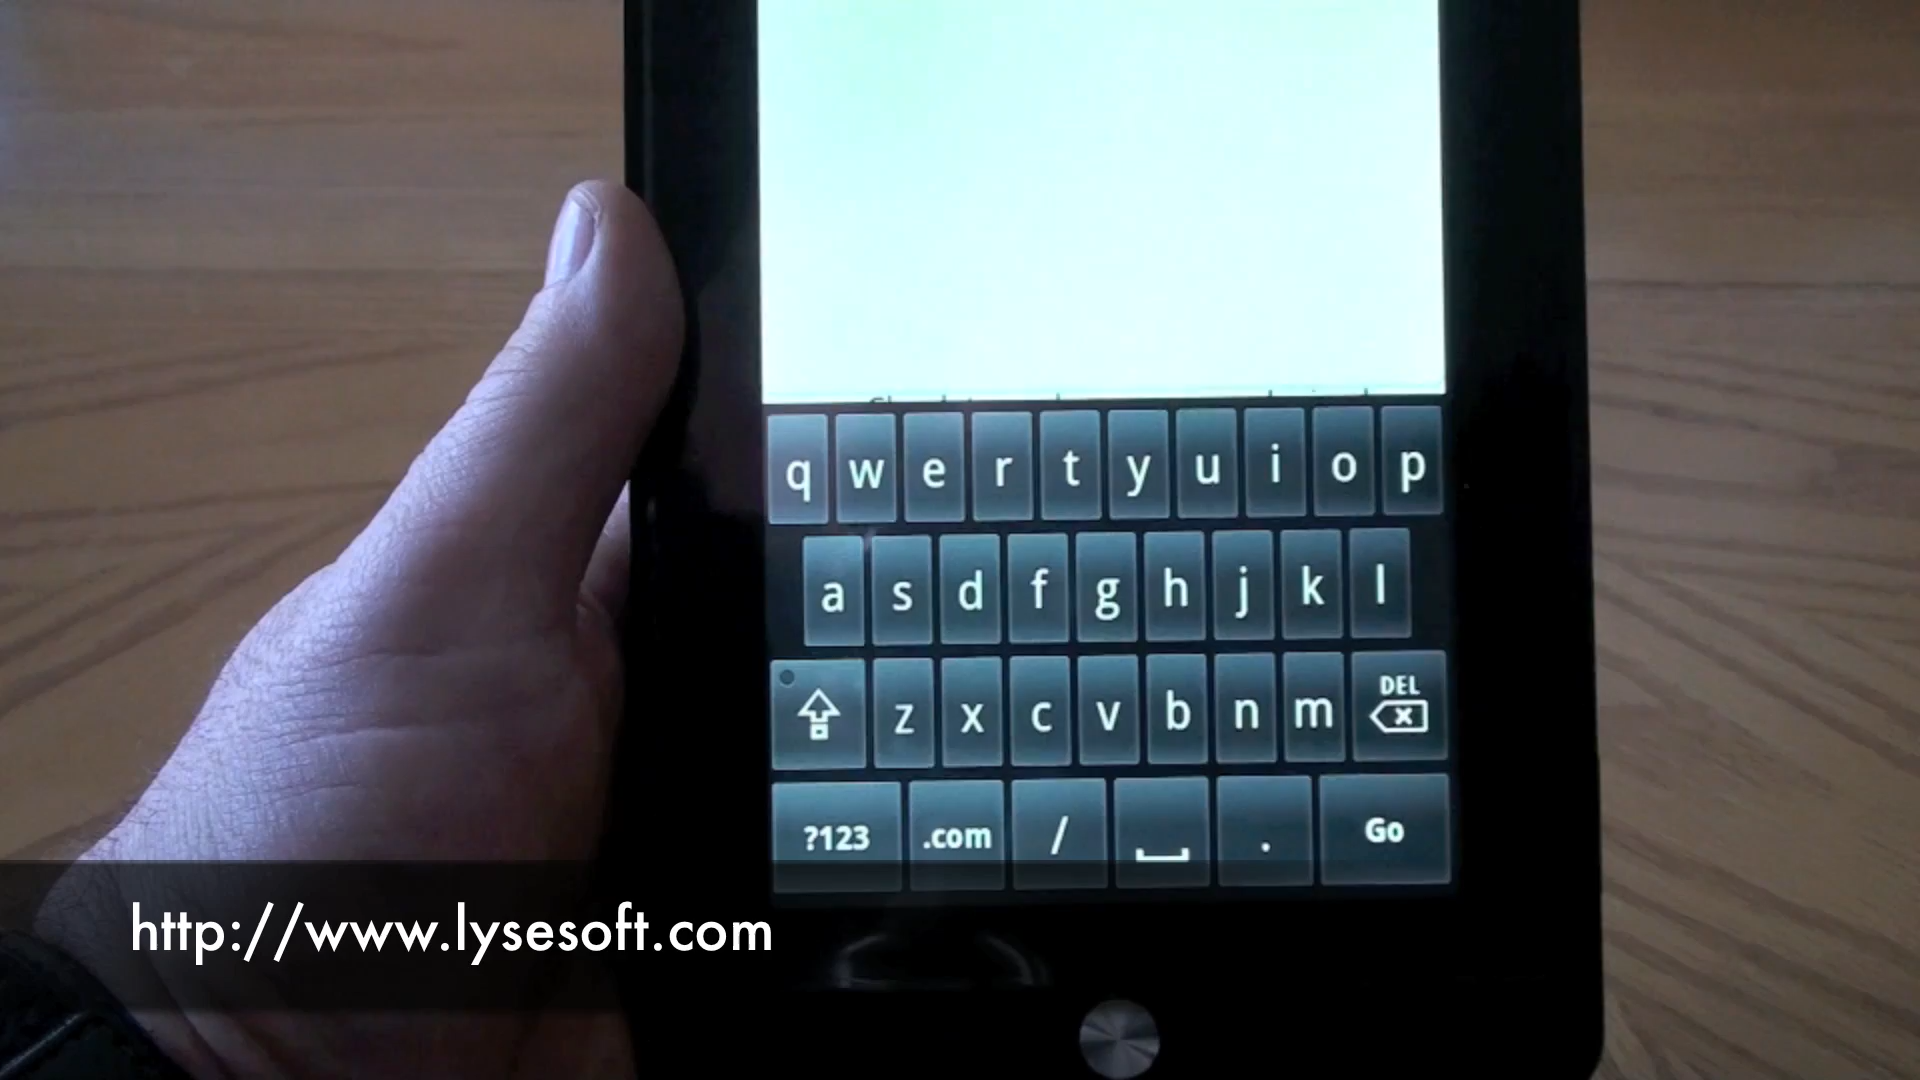 q w e r t y u i o p
a s d f g h j k l
z x c v b n m DEL
?123 .com / . Go
http://www.lysesoft.com